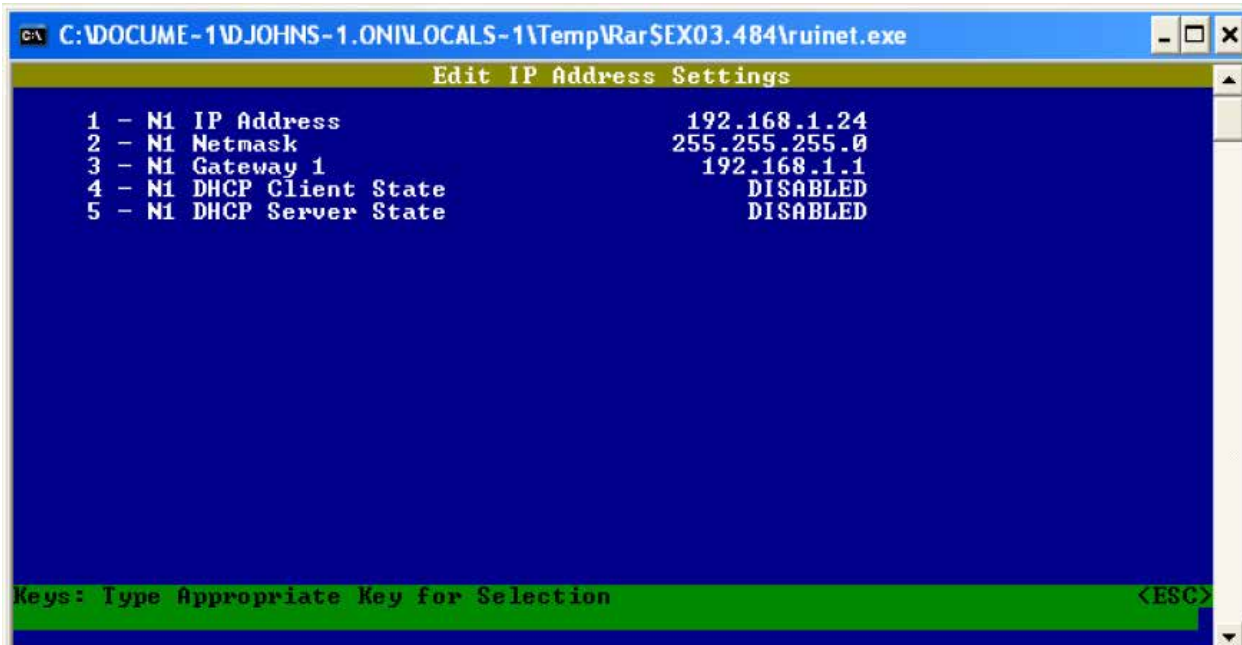 C:\DOCUME~1\DJOHNS~1.ONI\LOCALS~1\Temp\Rar$EX03.484\ruinet.exe
Edit IP Address Settings
1 - N1 IP Address 192.168.1.24
2 - N1 Netmask 255.255.255.0
3 - N1 Gateway 1 192.168.1.1
4 - N1 DHCP Client State DISABLED
5 - N1 DHCP Server State DISABLED
Keys: Type Appropriate Key for Selection <ESC>